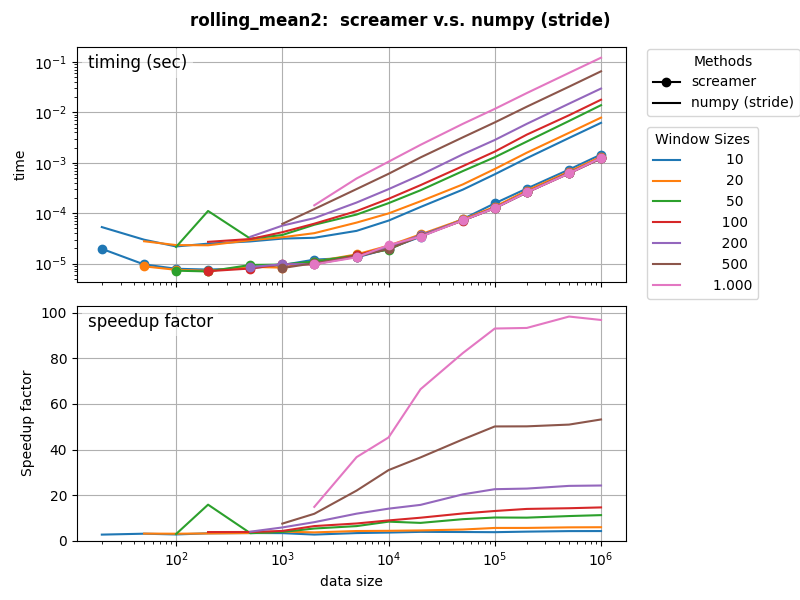 rolling_mean2:  screamer v.s. numpy (stride)
timing (sec)
time
10⁻¹
10⁻²
10⁻³
10⁻⁴
10⁻⁵
Methods
screamer
numpy (stride)
Window Sizes
10
20
50
100
200
500
1.000
speedup factor
Speedup factor
100
80
60
40
20
0
10² 10³ 10⁴ 10⁵ 10⁶
data size